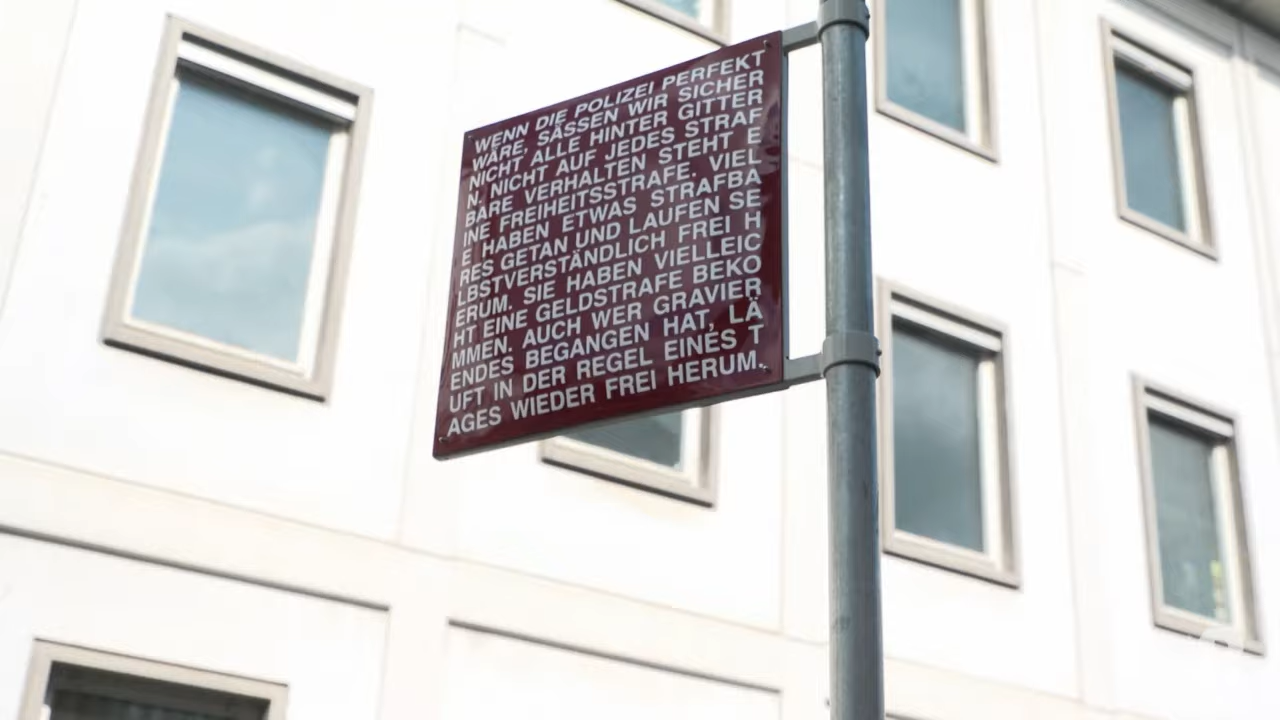 WENN DIE POLIZEI PERFEKT
WÄRE, SÄSSEN WIR SICHER
NICHT ALLE HINTER GITTER
N. NICHT AUF JEDES STRAF
BARE VERHALTEN STEHT E
INE FREIHEITSSTRAFE. VIEL
E HABEN ETWAS STRAFBA
RES GETAN UND LAUFEN SE
LBSTVERSTÄNDLICH FREI H
ERUM. SIE HABEN VIELLEIC
HT EINE GELDSTRAFE BEKO
MMEN. AUCH WER GRAVIER
ENDES BEGANGEN HAT, LÄ
UFT IN DER REGEL EINES T
AGES WIEDER FREI HERUM.